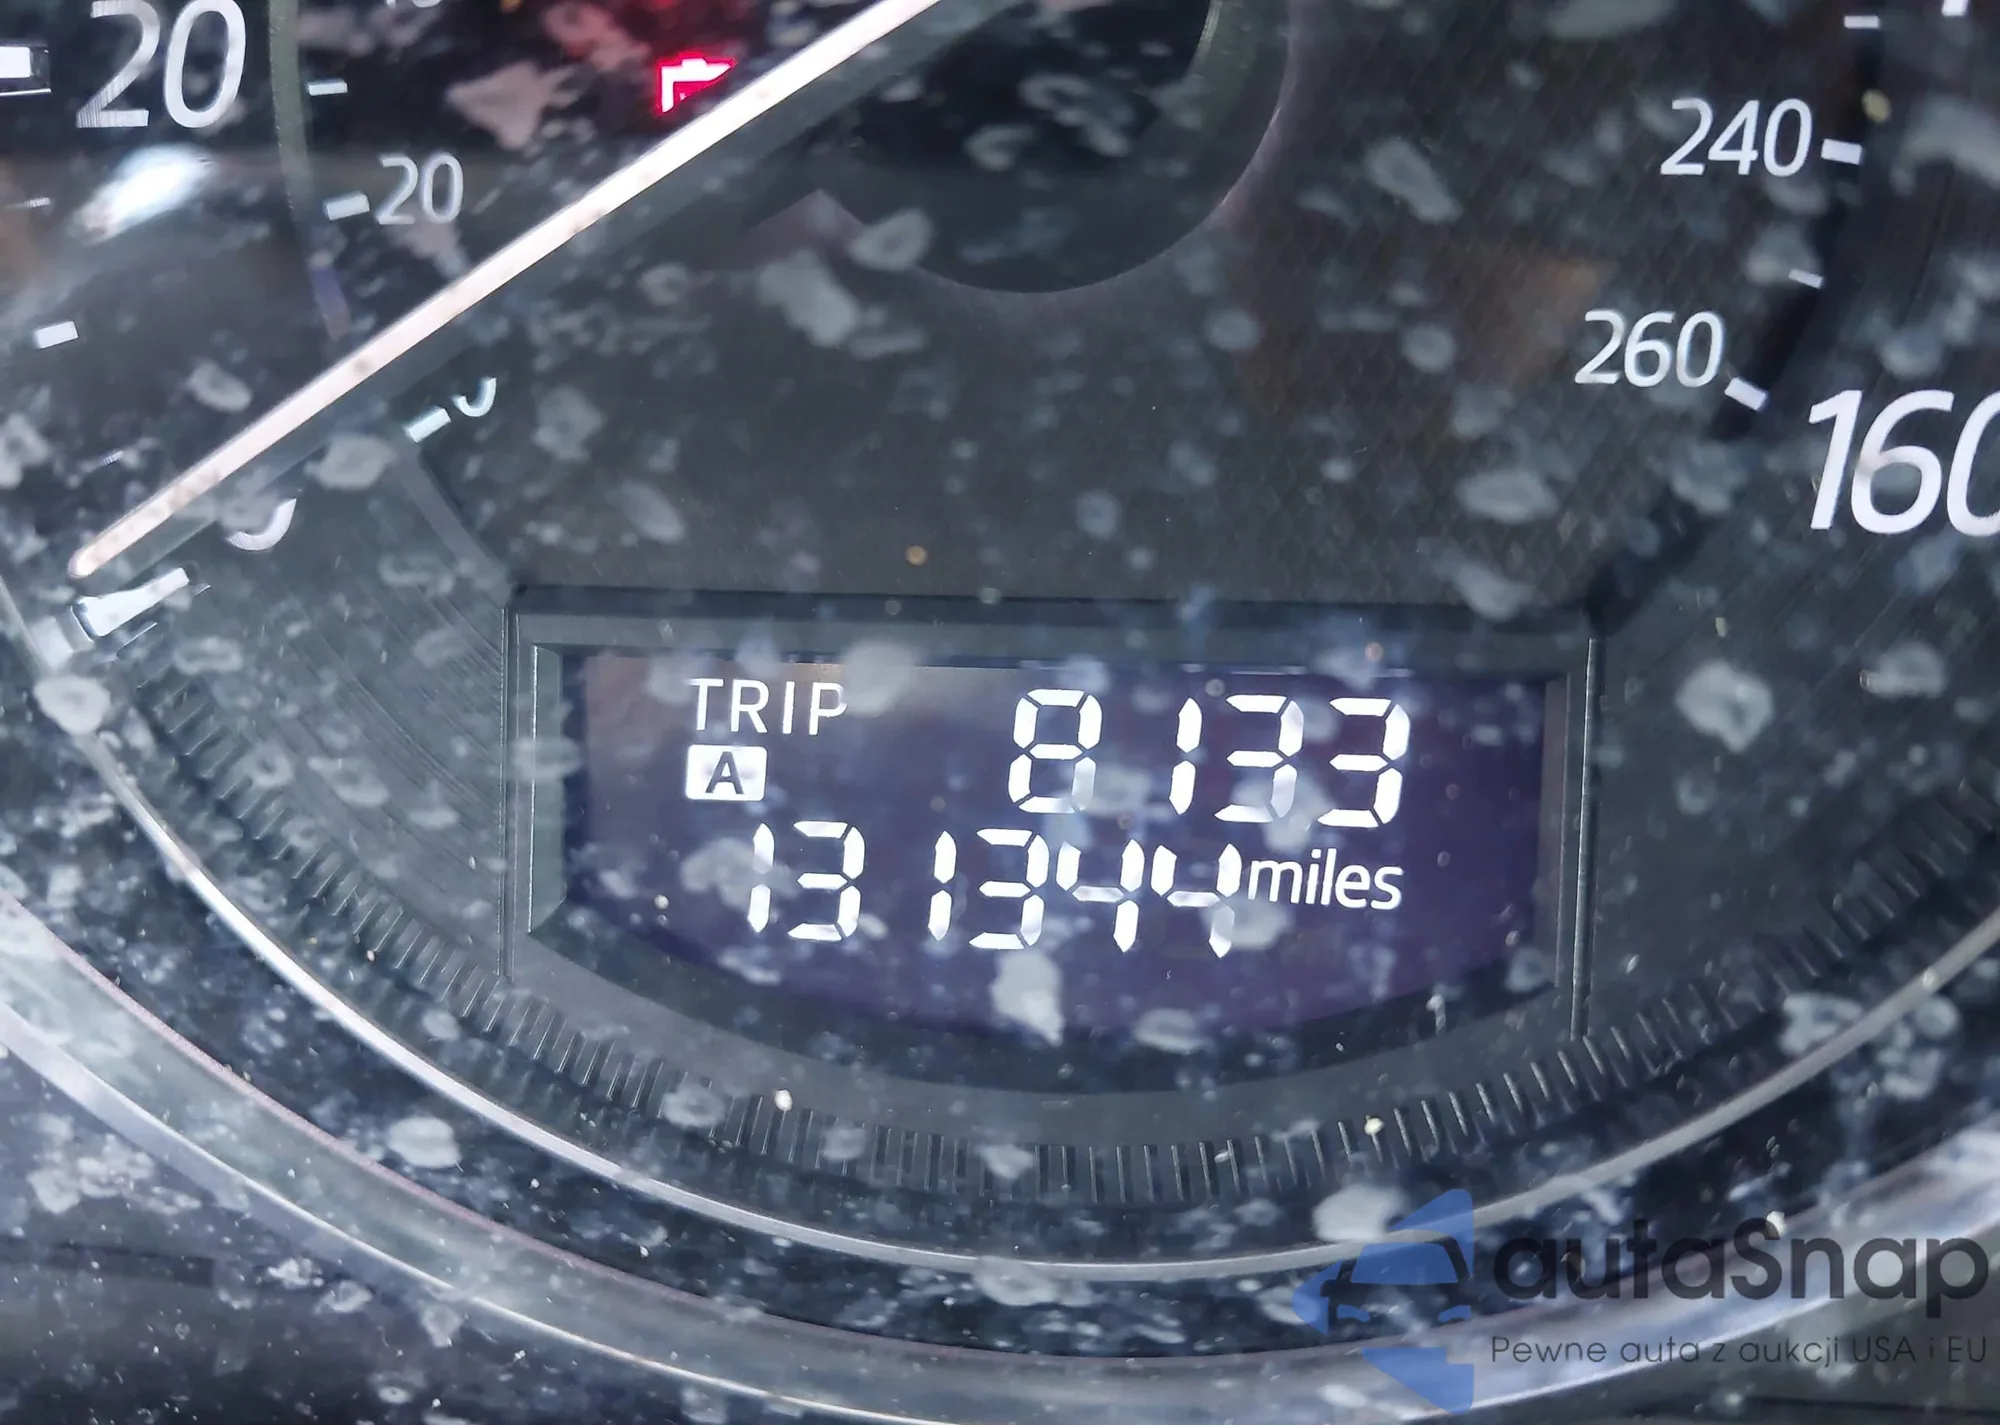 20
20
240
260
160
TRIP 8133
A
131344 miles
autaSnap
Pewne auta z aukcji USA i EU